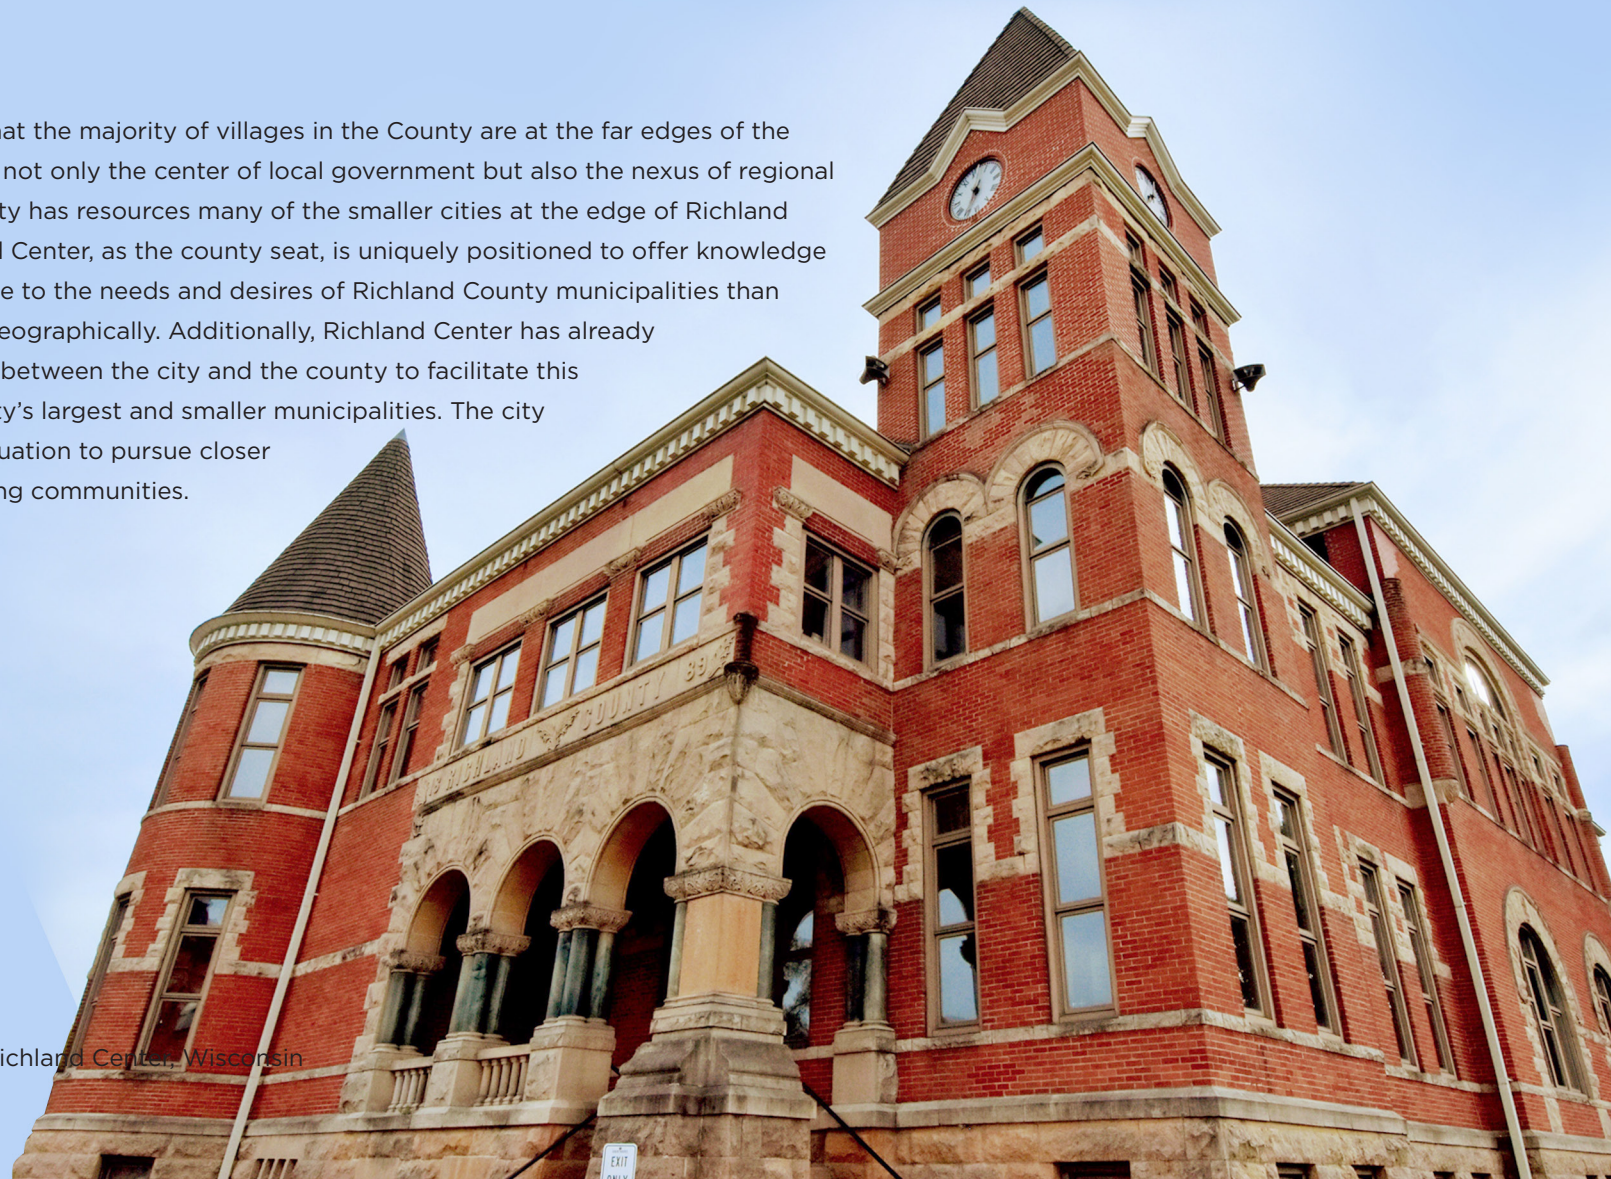 at the majority of villages in the County are at the far edges of the
not only the center of local government but also the nexus of regional
ty has resources many of the smaller cities at the edge of Richland
Center, as the county seat, is uniquely positioned to offer knowledge
e to the needs and desires of Richland County municipalities than
eographically. Additionally, Richland Center has already
between the city and the county to facilitate this
ty’s largest and smaller municipalities. The city
uation to pursue closer
ng communities.
18 RICHLAND COUNTY 89
ichland Center, Wisconsin
EXIT
ONLY